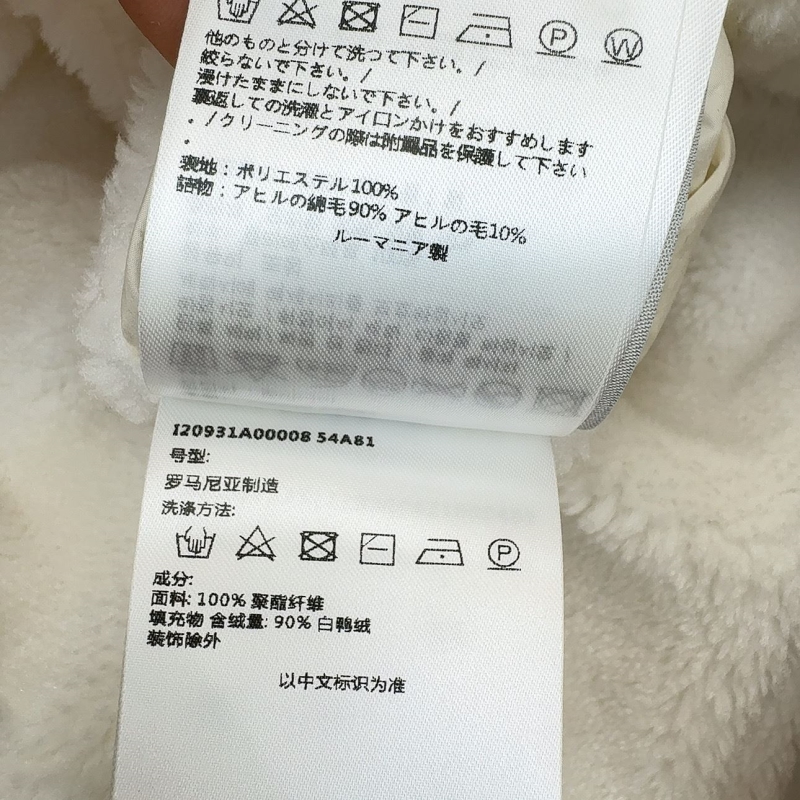 他のものと分けて洗って下さい。/
絞らないで下さい。/
浸けたままにしないで下さい。/
裏返しての洗濯とアイロンかけをおすすめします
。/クリーニングの際は附属品を保護して下さい
。
表地：ポリエステル100%
詰物：アヒルの綿毛90% アヒルの毛10%
ルーマニア製
I20931A00008 54A81
号型:
罗马尼亚制造
洗涤方法:
P
成分:
面料: 100% 聚酯纤维
填充物 含绒量: 90% 白鸭绒
装饰除外
以中文标识为准